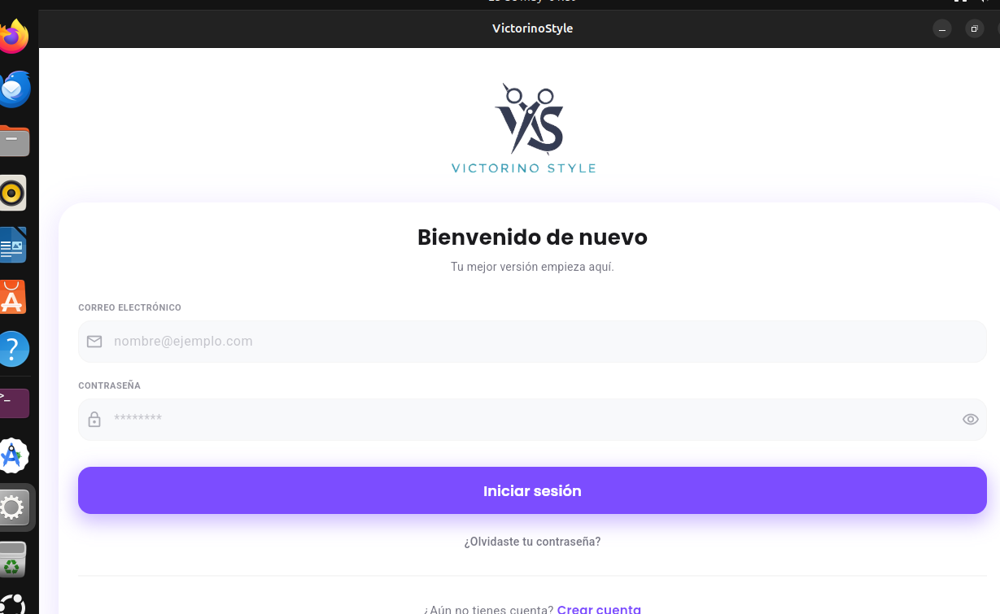 VictorinoStyle
VS
VICTORINO STYLE
Bienvenido de nuevo
Tu mejor versión empieza aquí.
CORREO ELECTRÓNICO
nombre@ejemplo.com
CONTRASEÑA
********
Iniciar sesión
¿Olvidaste tu contraseña?
¿Aún no tienes cuenta? Crear cuenta